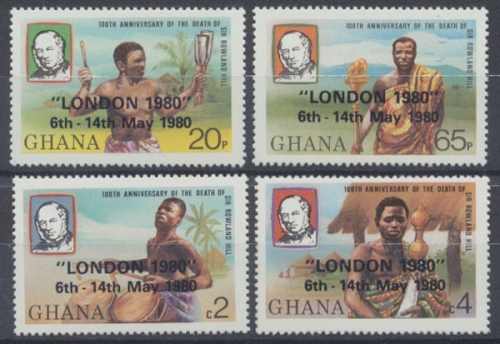 100TH ANNIVERSARY OF THE DEATH OF
SIR ROWLAND HILL
"LONDON 1980"
6th - 14th May 1980
GHANA 20P
100TH ANNIVERSARY OF THE DEATH OF
SIR ROWLAND HILL
"LONDON 1980"
6th - 14th May 1980
GHANA 65P
100TH ANNIVERSARY OF THE DEATH OF
SIR ROWLAND HILL
"LONDON 1980"
6th - 14th May 1980
GHANA C2
100TH ANNIVERSARY OF THE DEATH OF
SIR ROWLAND HILL
"LONDON 1980"
6th - 14th May 1980
GHANA C4